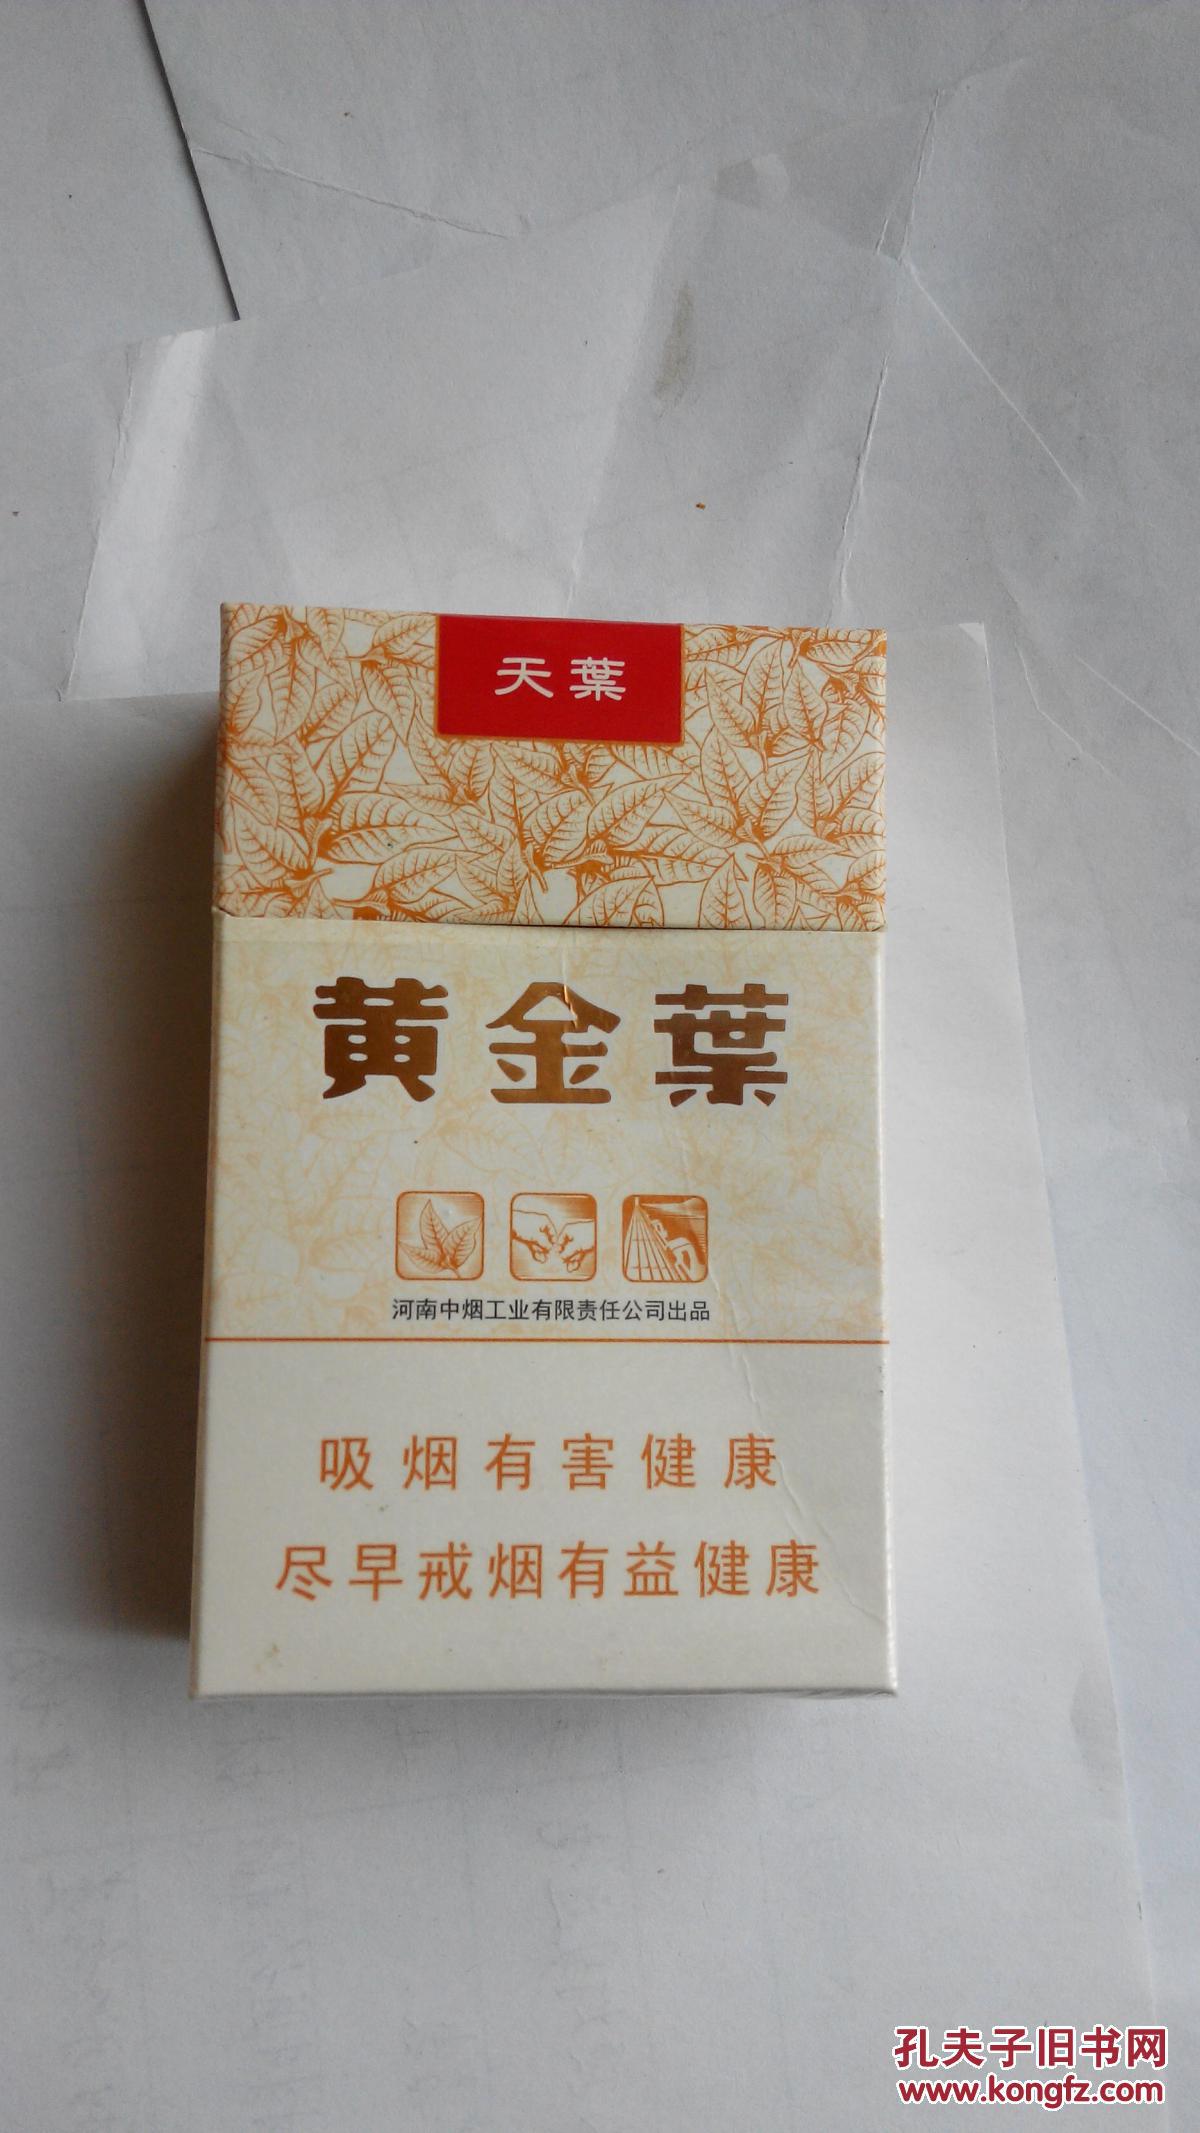 天葉
黄金葉
河南中烟工业有限责任公司出品
吸烟有害健康
尽早戒烟有益健康
孔夫子旧书网
www.kongfz.com